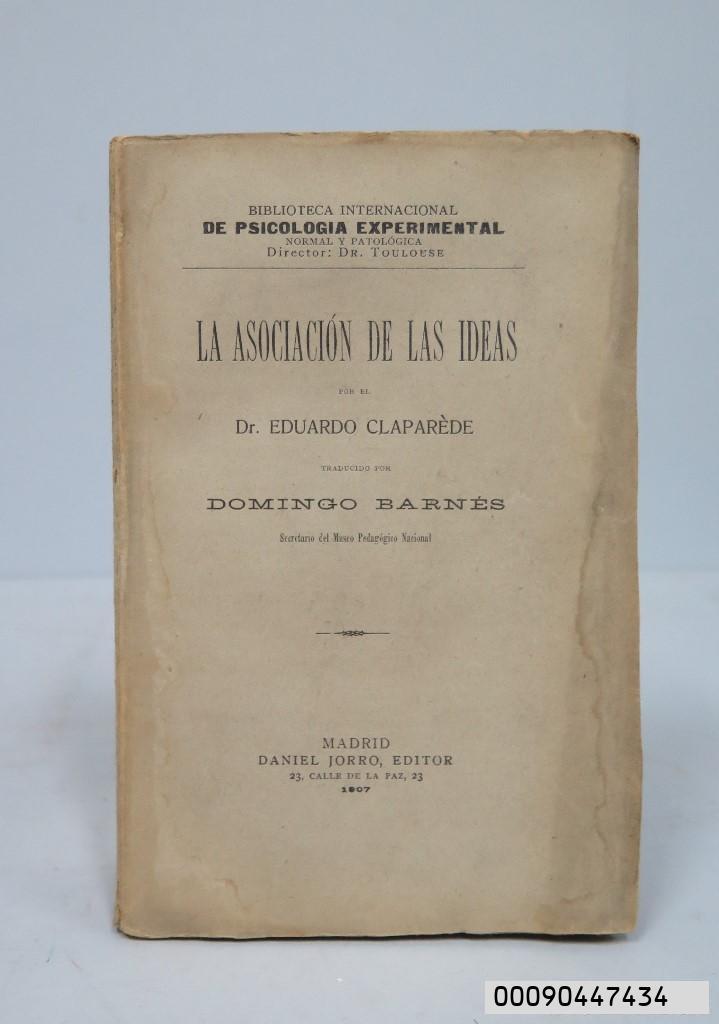 BIBLIOTECA INTERNACIONAL
DE PSICOLOGIA EXPERIMENTAL
NORMAL Y PATOLÓGICA
Director: DR. TOULOUSE
LA ASOCIACIÓN DE LAS IDEAS
POR EL
Dr. EDUARDO CLAPARÈDE
TRADUCIDO POR
DOMINGO BARNÉS
Secretario del Museo Pedagógico Nacional
MADRID
DANIEL JORRO, EDITOR
23, CALLE DE LA PAZ, 23
1907
00090447434